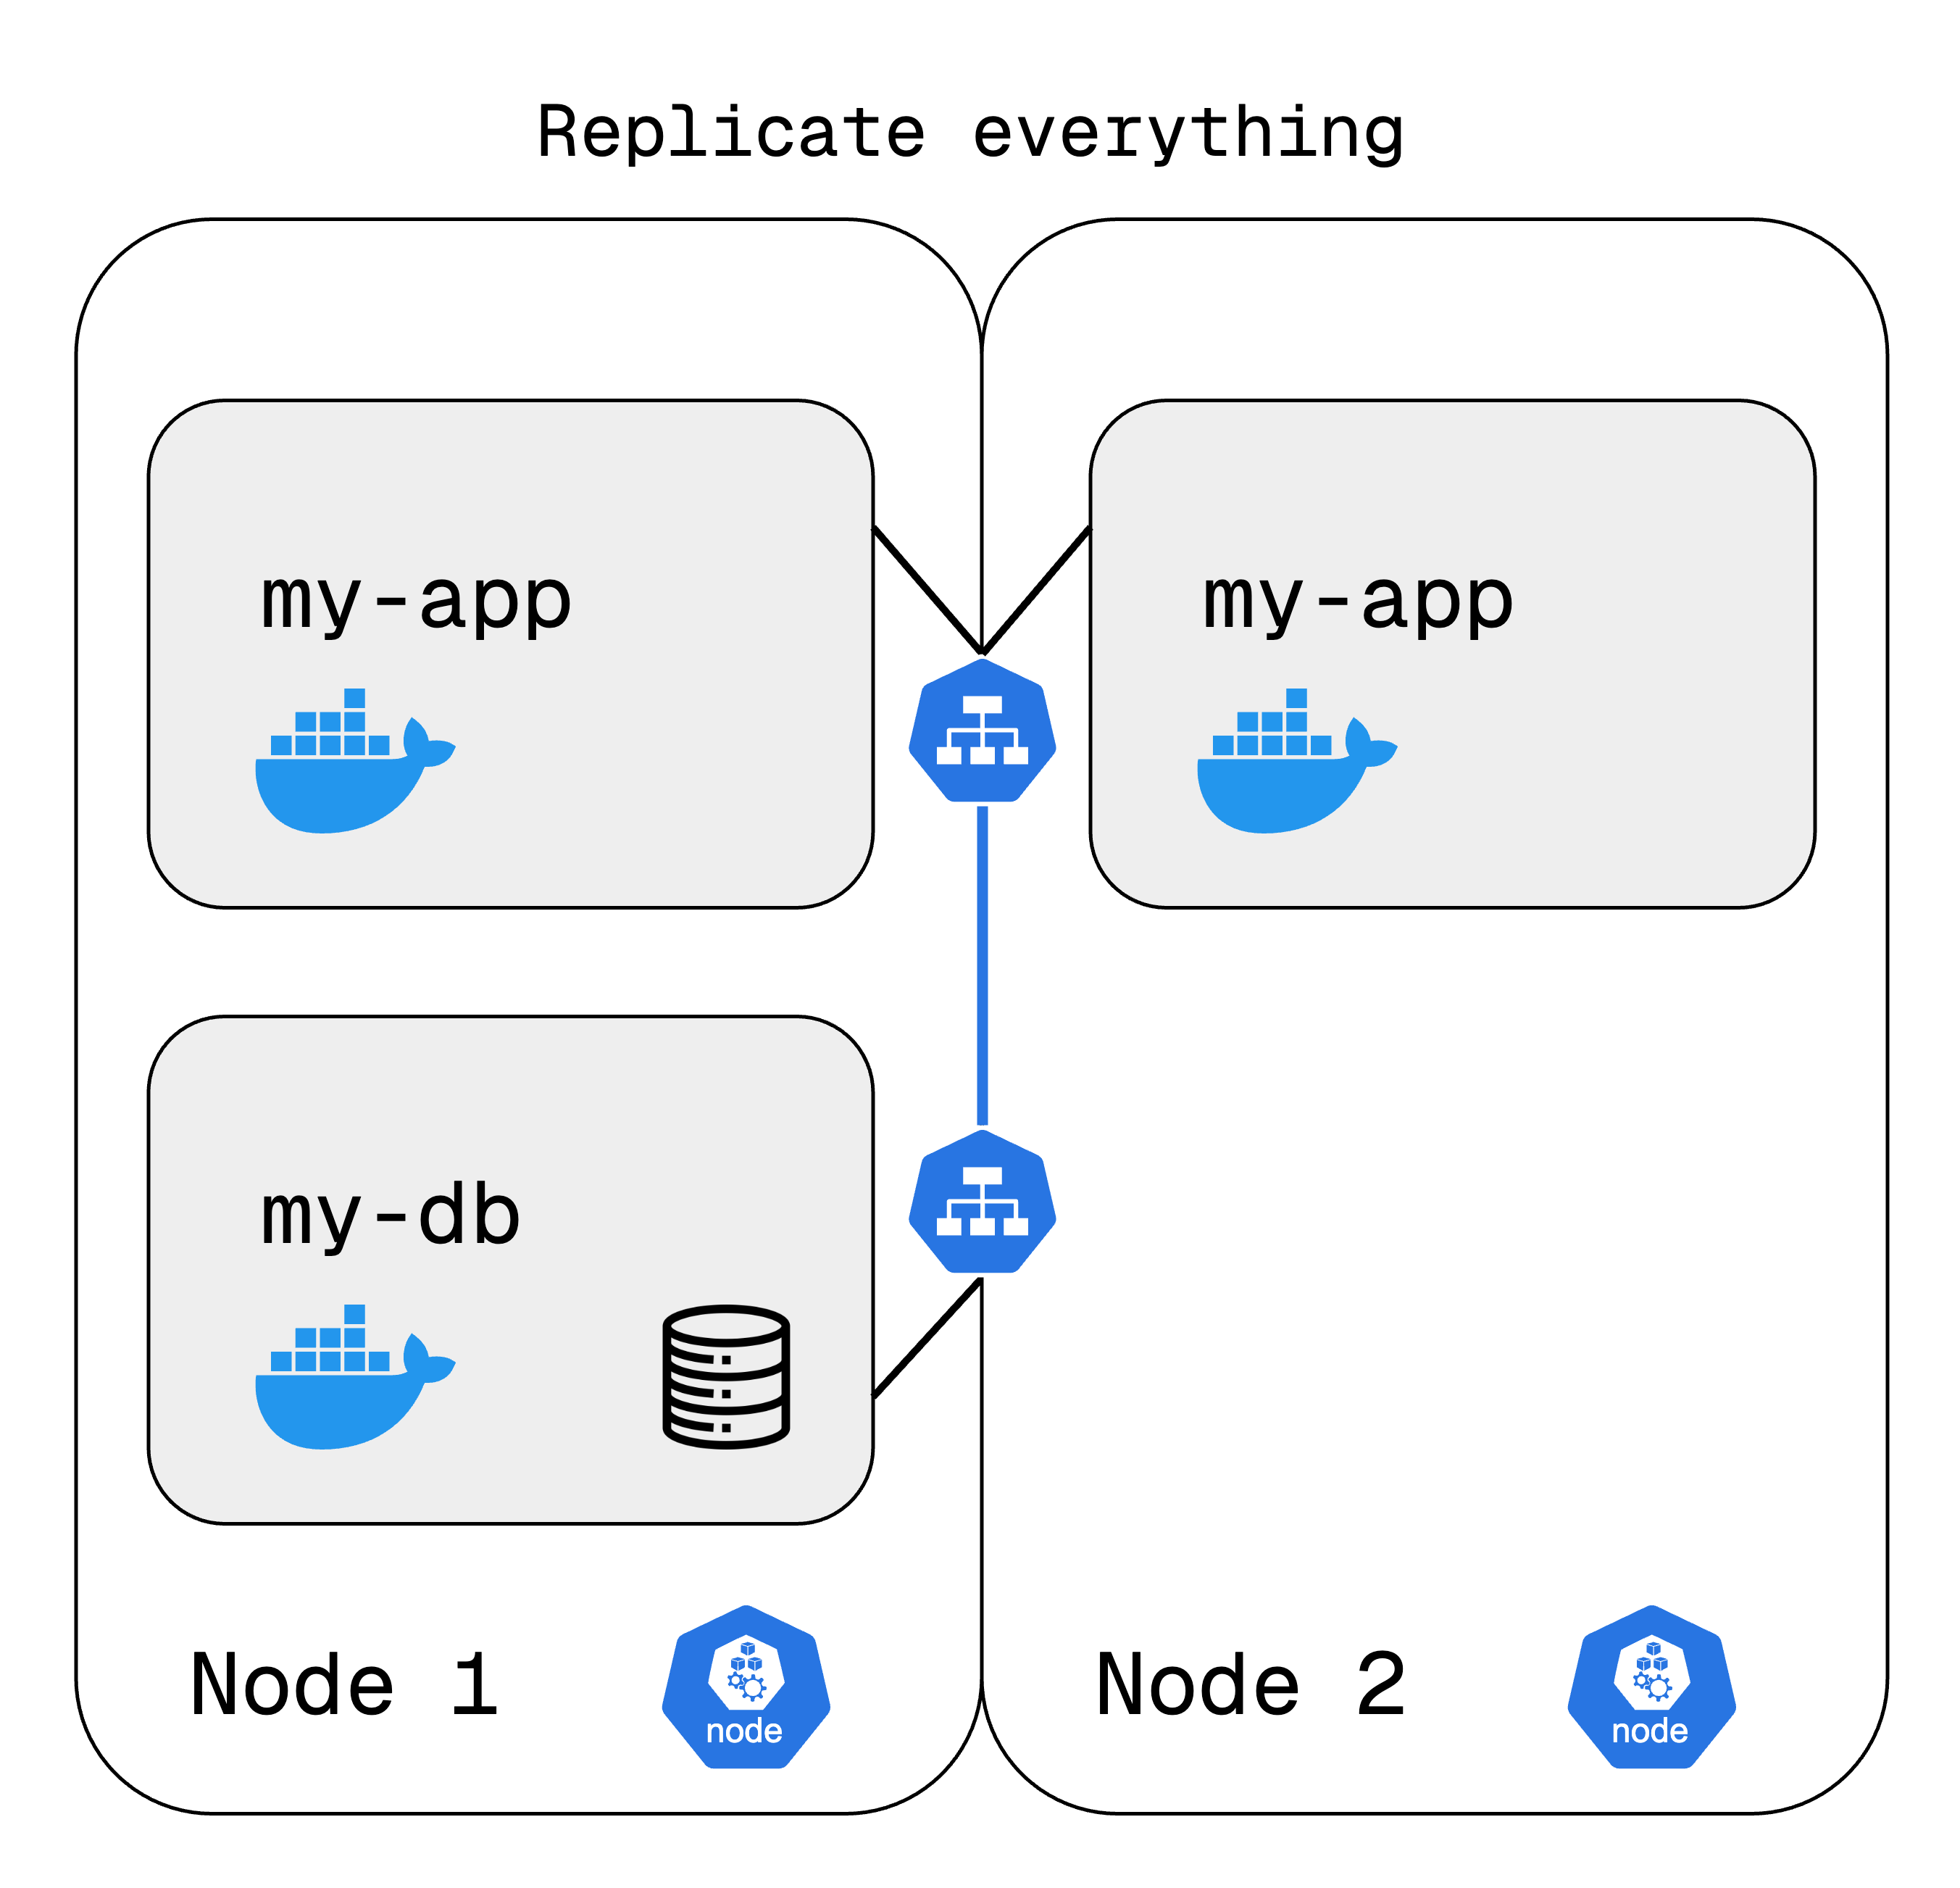 Replicate everything
my-app
my-app
my-db
Node 1
node
Node 2
node